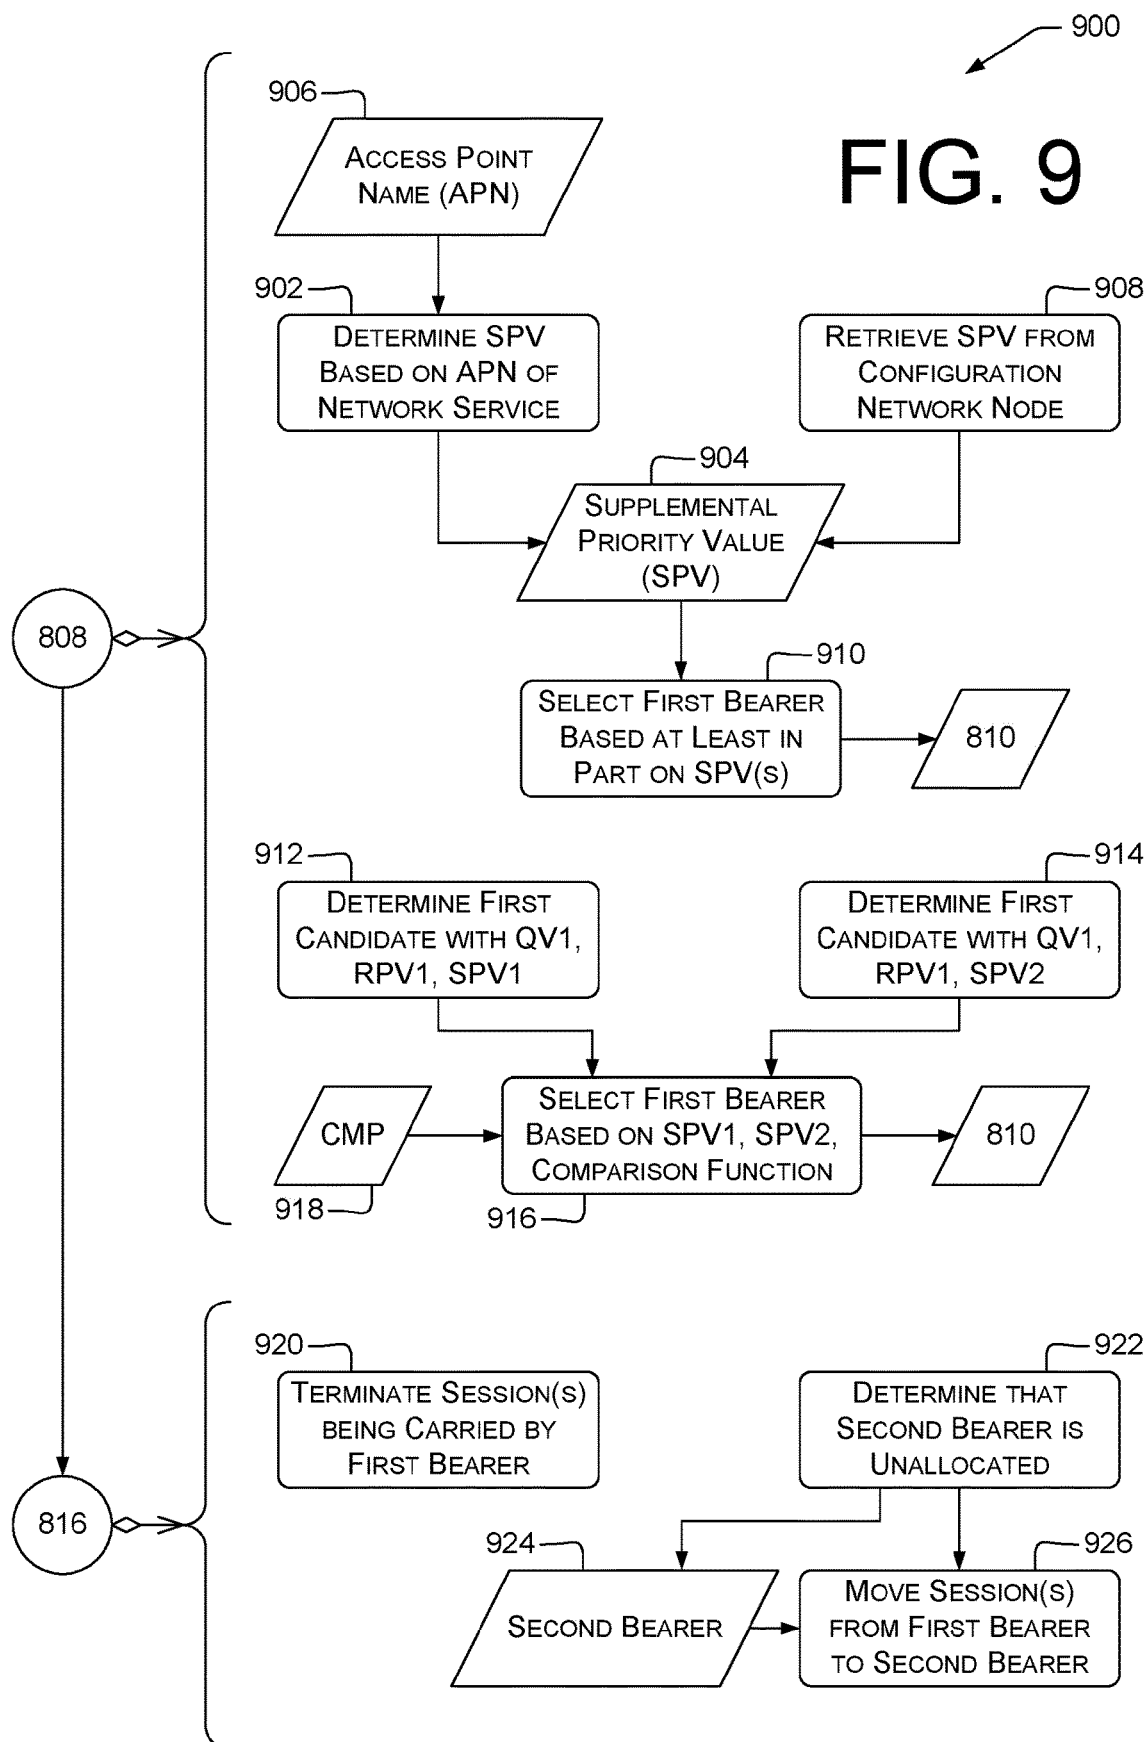 900
FIG. 9
906
ACCESS POINT
NAME (APN)
902
DETERMINE SPV
BASED ON APN OF
NETWORK SERVICE
908
RETRIEVE SPV FROM
CONFIGURATION
NETWORK NODE
904
SUPPLEMENTAL
PRIORITY VALUE
(SPV)
808
910
SELECT FIRST BEARER
BASED AT LEAST IN
PART ON SPV(S)
810
912
DETERMINE FIRST
CANDIDATE WITH QV1,
RPV1, SPV1
914
DETERMINE FIRST
CANDIDATE WITH QV1,
RPV1, SPV2
CMP
918
SELECT FIRST BEARER
BASED ON SPV1, SPV2,
COMPARISON FUNCTION
916
810
920
TERMINATE SESSION(S)
BEING CARRIED BY
FIRST BEARER
922
DETERMINE THAT
SECOND BEARER IS
UNALLOCATED
816
924
SECOND BEARER
926
MOVE SESSION(S)
FROM FIRST BEARER
TO SECOND BEARER